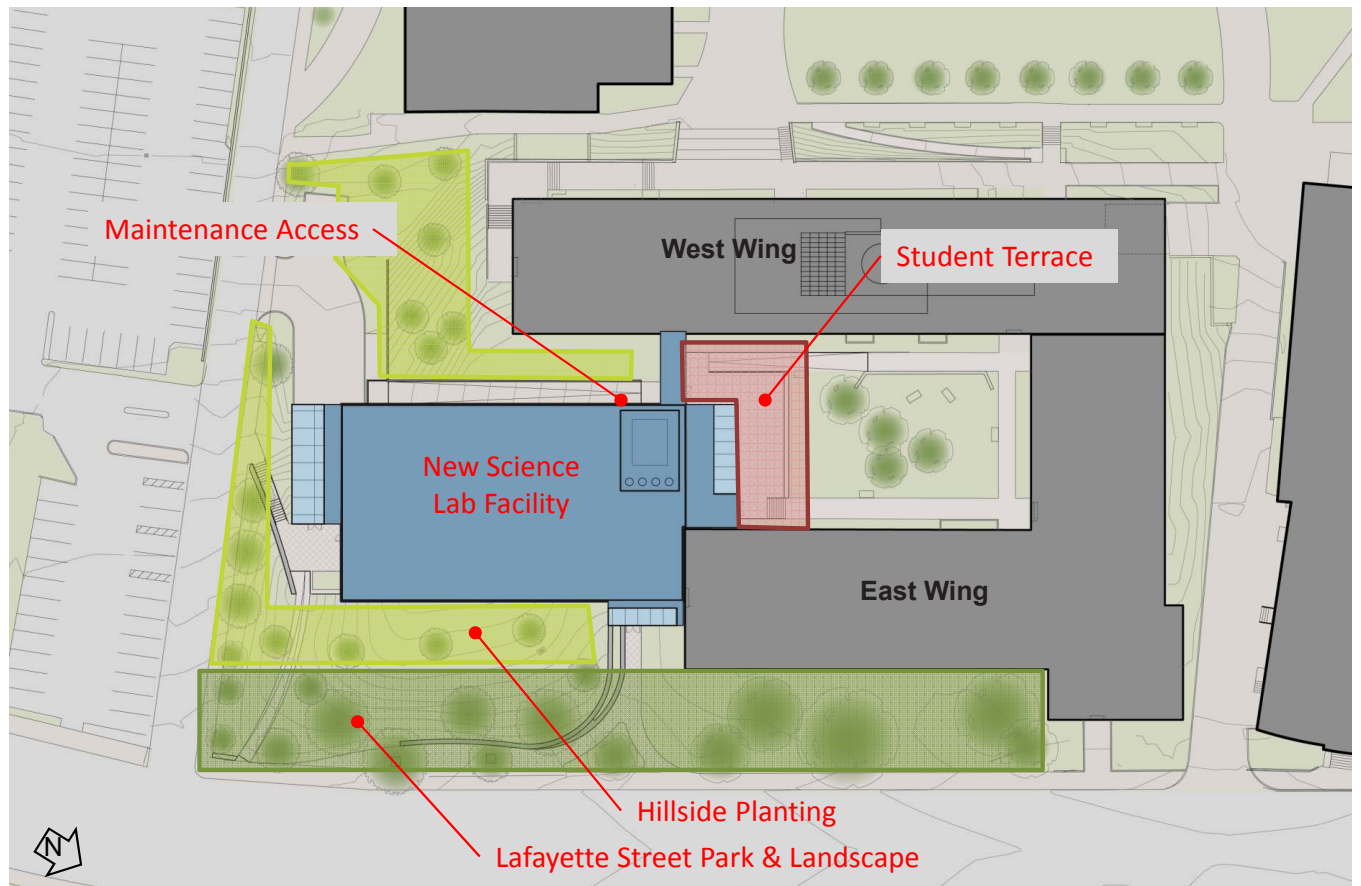 Maintenance Access
West Wing
Student Terrace
New Science
Lab Facility
East Wing
Hillside Planting
Lafayette Street Park & Landscape
N